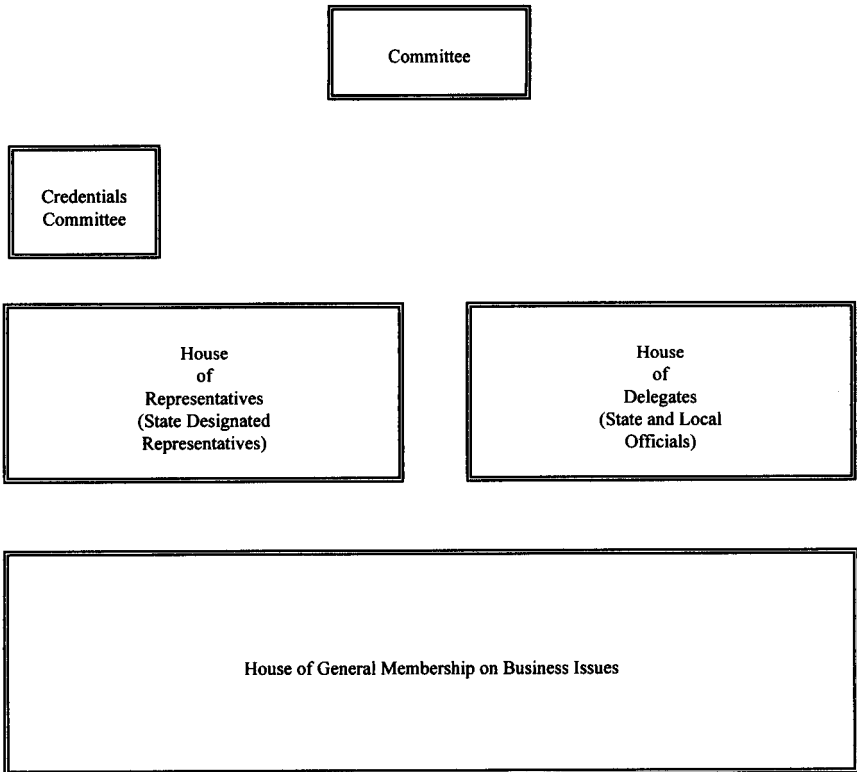 Committee
Credentials
Committee
House
of
Representatives
(State Designated
Representatives)
House
of
Delegates
(State and Local
Officials)
House of General Membership on Business Issues